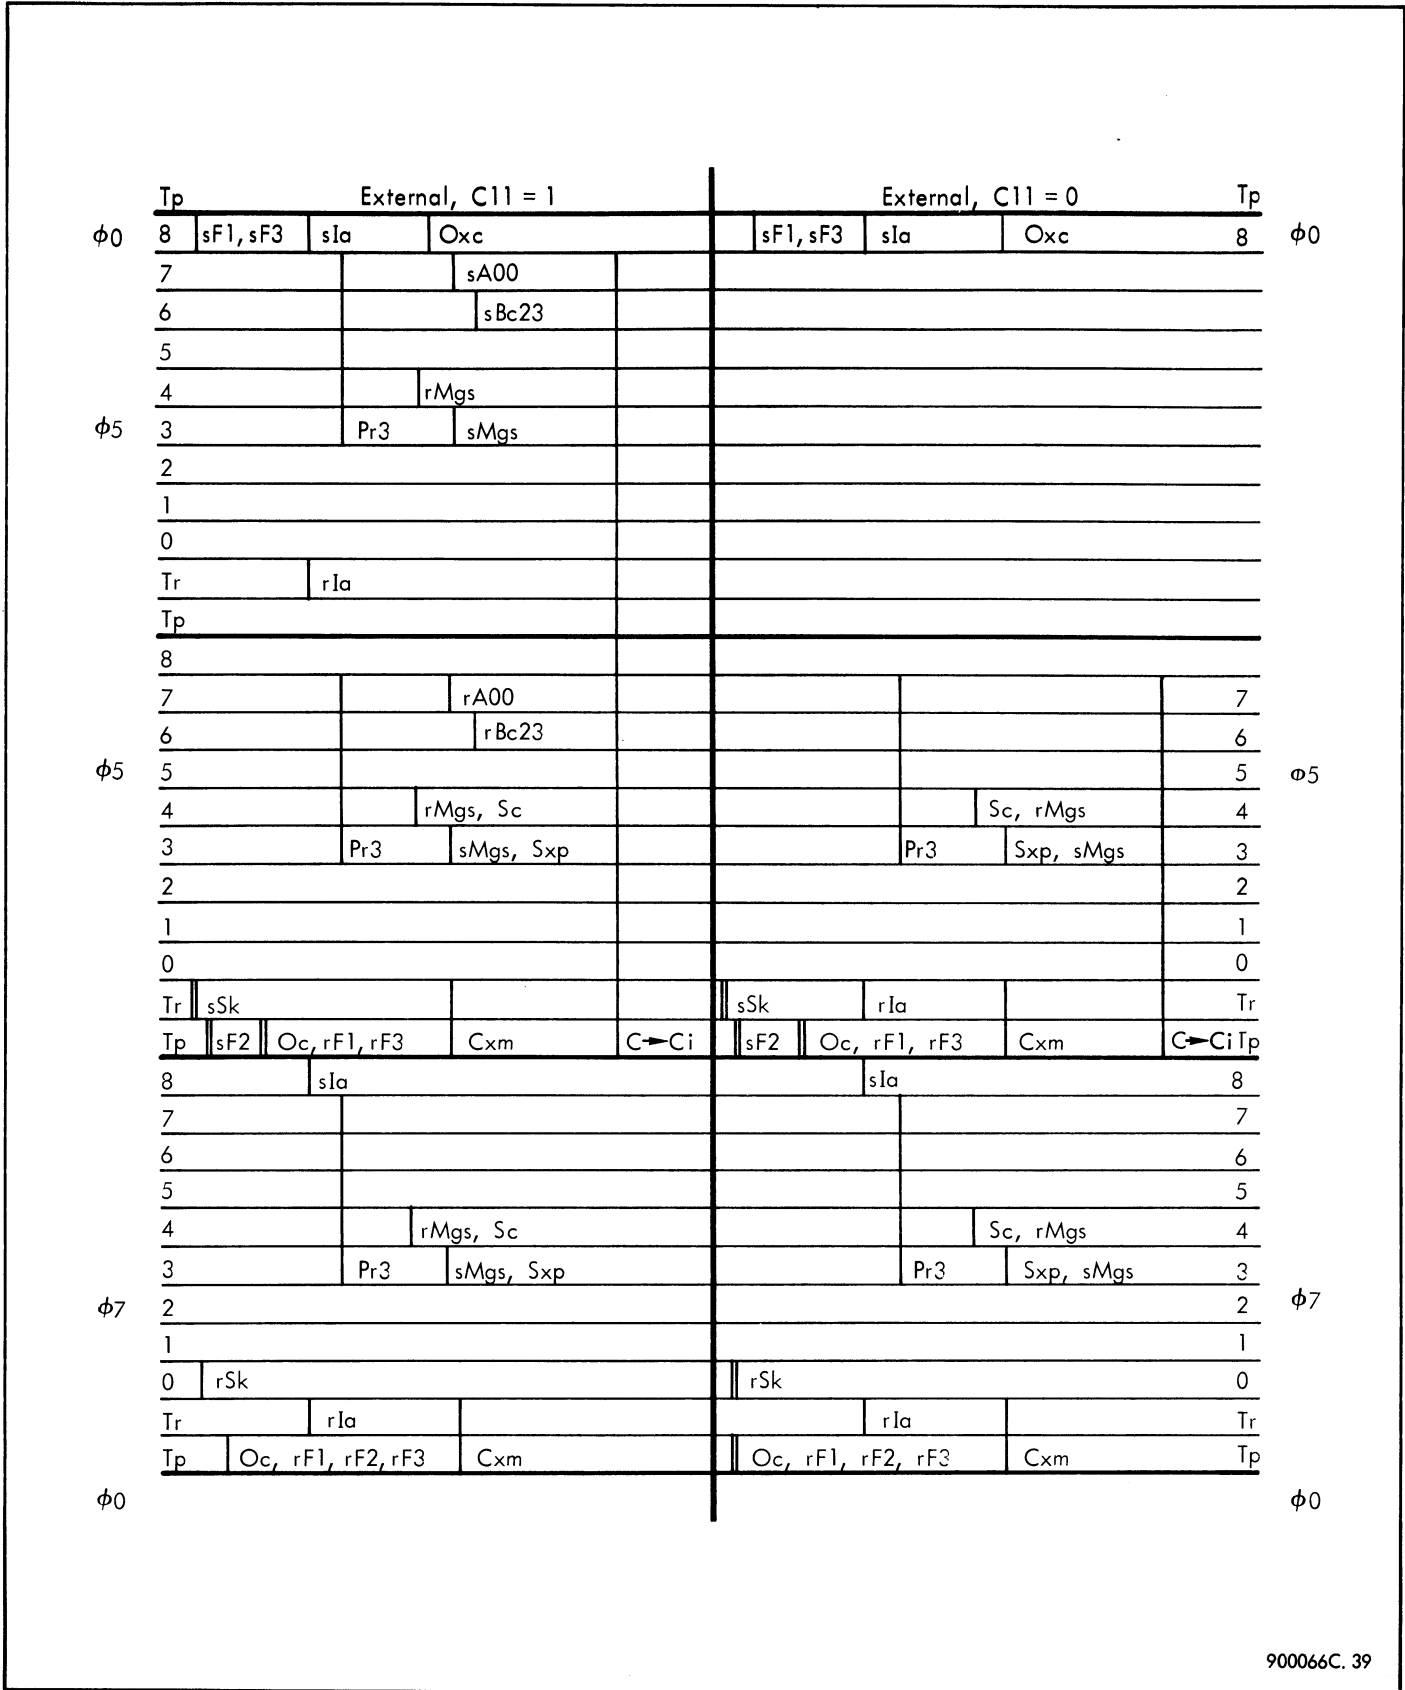 Tp External, C11 = 1 External, C11 = 0 Tp
ϕ0 8 sF1, sF3 sIa Oxc sF1, sF3 sIa Oxc 8 ϕ0
7 sA00
6 sBc23
5
4 rMgs
ϕ5 3 Pr3 sMgs
2
1
0
Tr rIa
Tp
8
7 rA00 7
6 rBc23 6
ϕ5 5 5 ϕ5
4 rMgs, Sc Sc, rMgs 4
3 Pr3 sMgs, Sxp Pr3 Sxp, sMgs 3
2 2
1 1
0 0
Tr sSk sSk rIa Tr
Tp sF2 Oc, rF1, rF3 Cxm C→Ci sF2 Oc, rF1, rF3 Cxm C→Ci Tp
8 sIa sIa 8
7 7
6 6
5 5
4 rMgs, Sc Sc, rMgs 4
3 Pr3 sMgs, Sxp Pr3 Sxp, sMgs 3
ϕ7 2 2 ϕ7
1 1
0 rSk rSk 0
Tr rIa rIa Tr
Tp Oc, rF1, rF2, rF3 Cxm Oc, rF1, rF2, rF3 Cxm Tp
ϕ0 ϕ0
900066C. 39